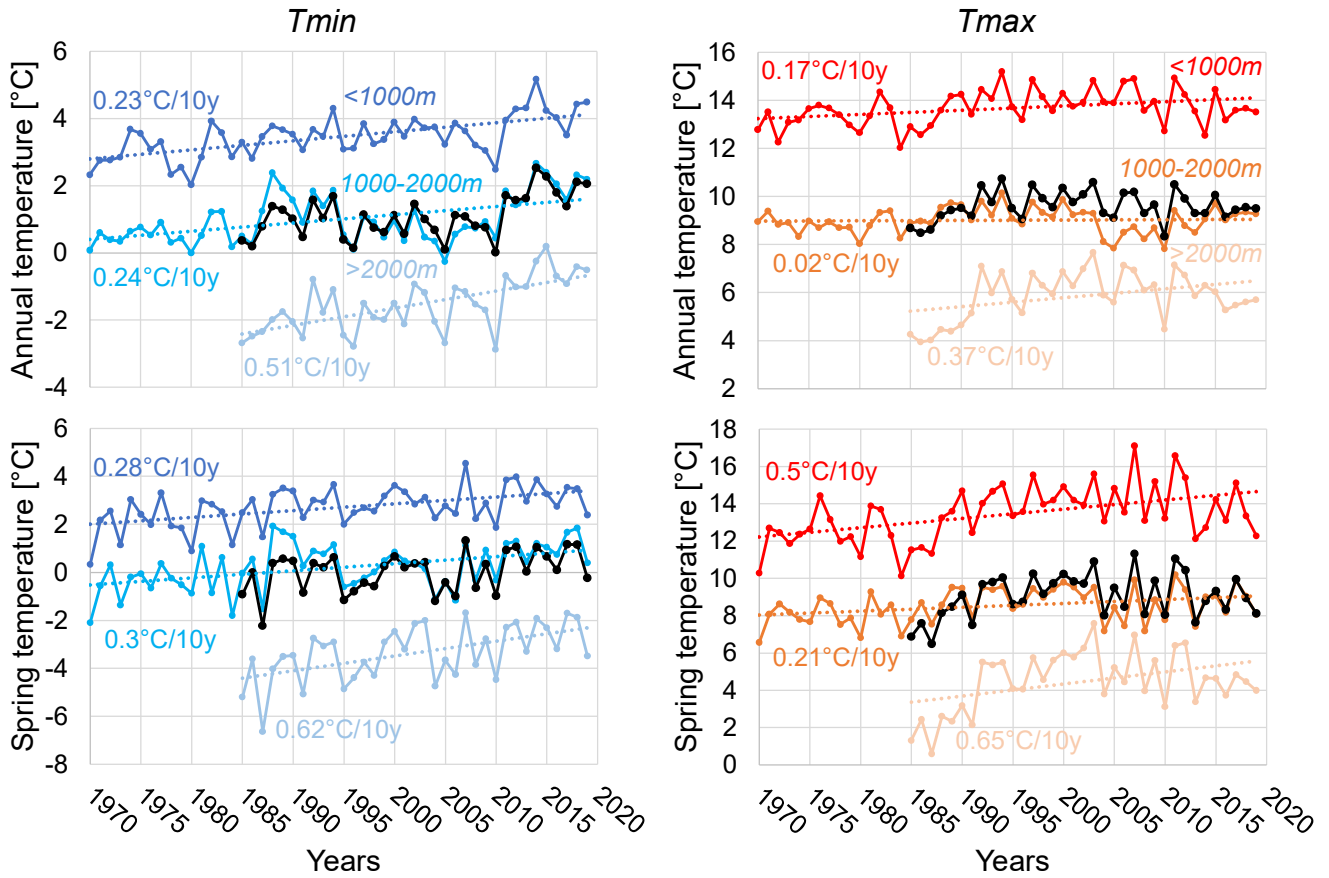 Tmin
Tmax
Annual temperature [°C]
6
4
2
0
-2
-4
0.23°C/10y
<1000m
1000-2000m
0.24°C/10y
>2000m
0.51°C/10y
Annual temperature [°C]
16
14
12
10
8
6
4
2
0.17°C/10y
<1000m
1000-2000m
0.02°C/10y
>2000m
0.37°C/10y
Spring temperature [°C]
6
4
2
0
-2
-4
-6
-8
0.28°C/10y
0.3°C/10y
0.62°C/10y
1970
1975
1980
1985
1990
1995
2000
2005
2010
2015
2020
Years
Spring temperature [°C]
18
16
14
12
10
8
6
4
2
0
0.5°C/10y
0.21°C/10y
0.65°C/10y
1970
1975
1980
1985
1990
1995
2000
2005
2010
2015
2020
Years